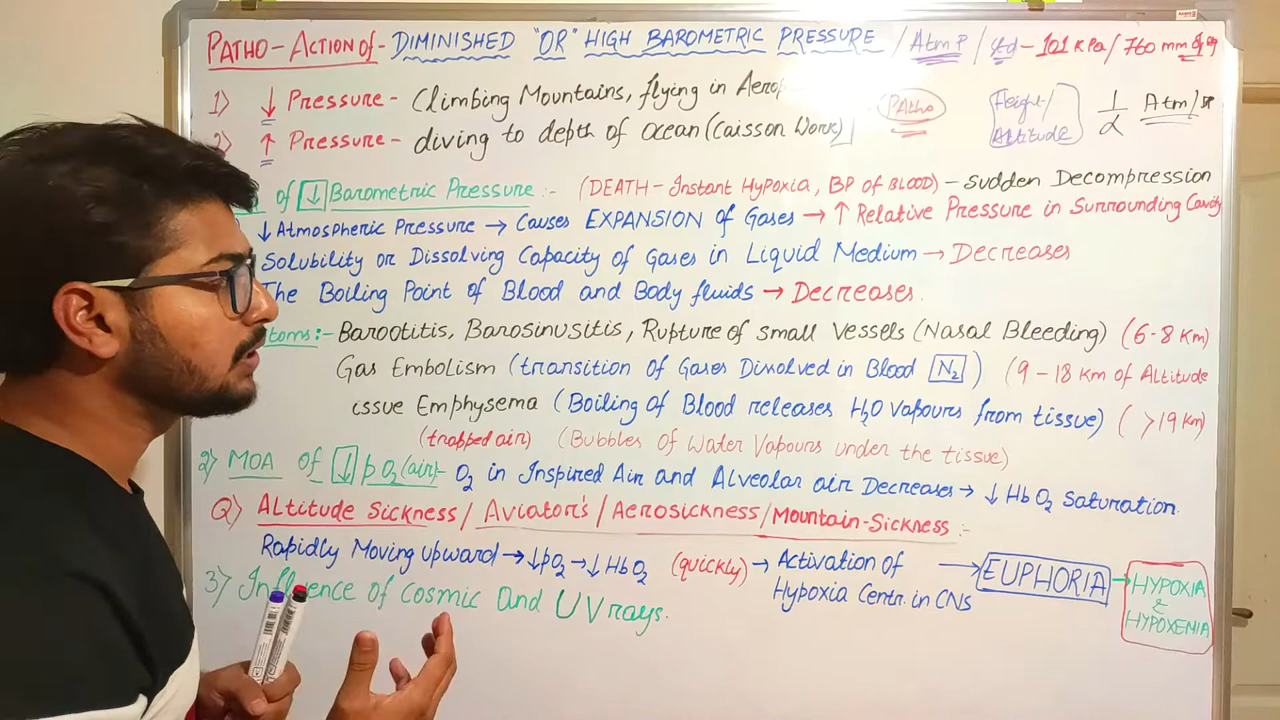 PATHO-ACTION of- DIMINISHED "OR" HIGH BAROMETRIC PRESSURE / Atm P / std - 101 KPa / 760 mm of Hg
1) ↓ Pressure - Climbing Mountains, flying in Aerop
PAtho
Height/
Altitude
1/α Atm/
2) ↑ Pressure - diving to depth of ocean (Caisson Work)
of ↓ Barometric Pressure :- (DEATH - Instant Hypoxia, BP of BLOOD) - Sudden Decompression
↓ Atmospheric Pressure → Causes EXPANSION of Gases → ↑ Relative Pressure in Surrounding Cavity
Solubility or Dissolving Capacity of Gases in Liquid Medium → Decreases
The Boiling Point of Blood and Body fluids → Decreases.
toms:- Barootitis, Barosinusitis, Rupture of small Vessels (Nasal Bleeding) (6-8 Km)
Gas Embolism (transition of Gases Dissolved in Blood N2) (9-18 Km of Altitude
issue Emphysema (Boiling of Blood releases H2O Vapours from tissue) (>19 Km)
(trapped air) (Bubbles of Water Vapours under the tissue)
2) MOA of ↓ pO2 (air)- O2 in Inspired Air and Alveolar air Decreases → ↓ HbO2 Saturation.
Q) Altitude Sickness / Aviator's / Aerosickness / Mountain-Sickness :-
Rapidly Moving upward → ↓pO2 → ↓HbO2 (quickly) → Activation of Hypoxia Centr. in CNS → EUPHORIA → HYPOXIA & HYPOXEMIA
3) Influence of Cosmic and UV rays.